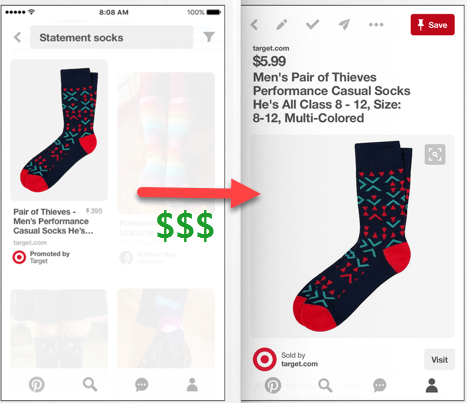 8:08 AM
100%
Statement socks
Pair of Thieves -
Men's Performance
Casual Socks He's...
395
target.com
Promoted by
Target
$$$
Save
target.com
$5.99
Men's Pair of Thieves
Performance Casual Socks
He's All Class 8 - 12, Size:
8-12, Multi-Colored
Sold by
target.com
Visit